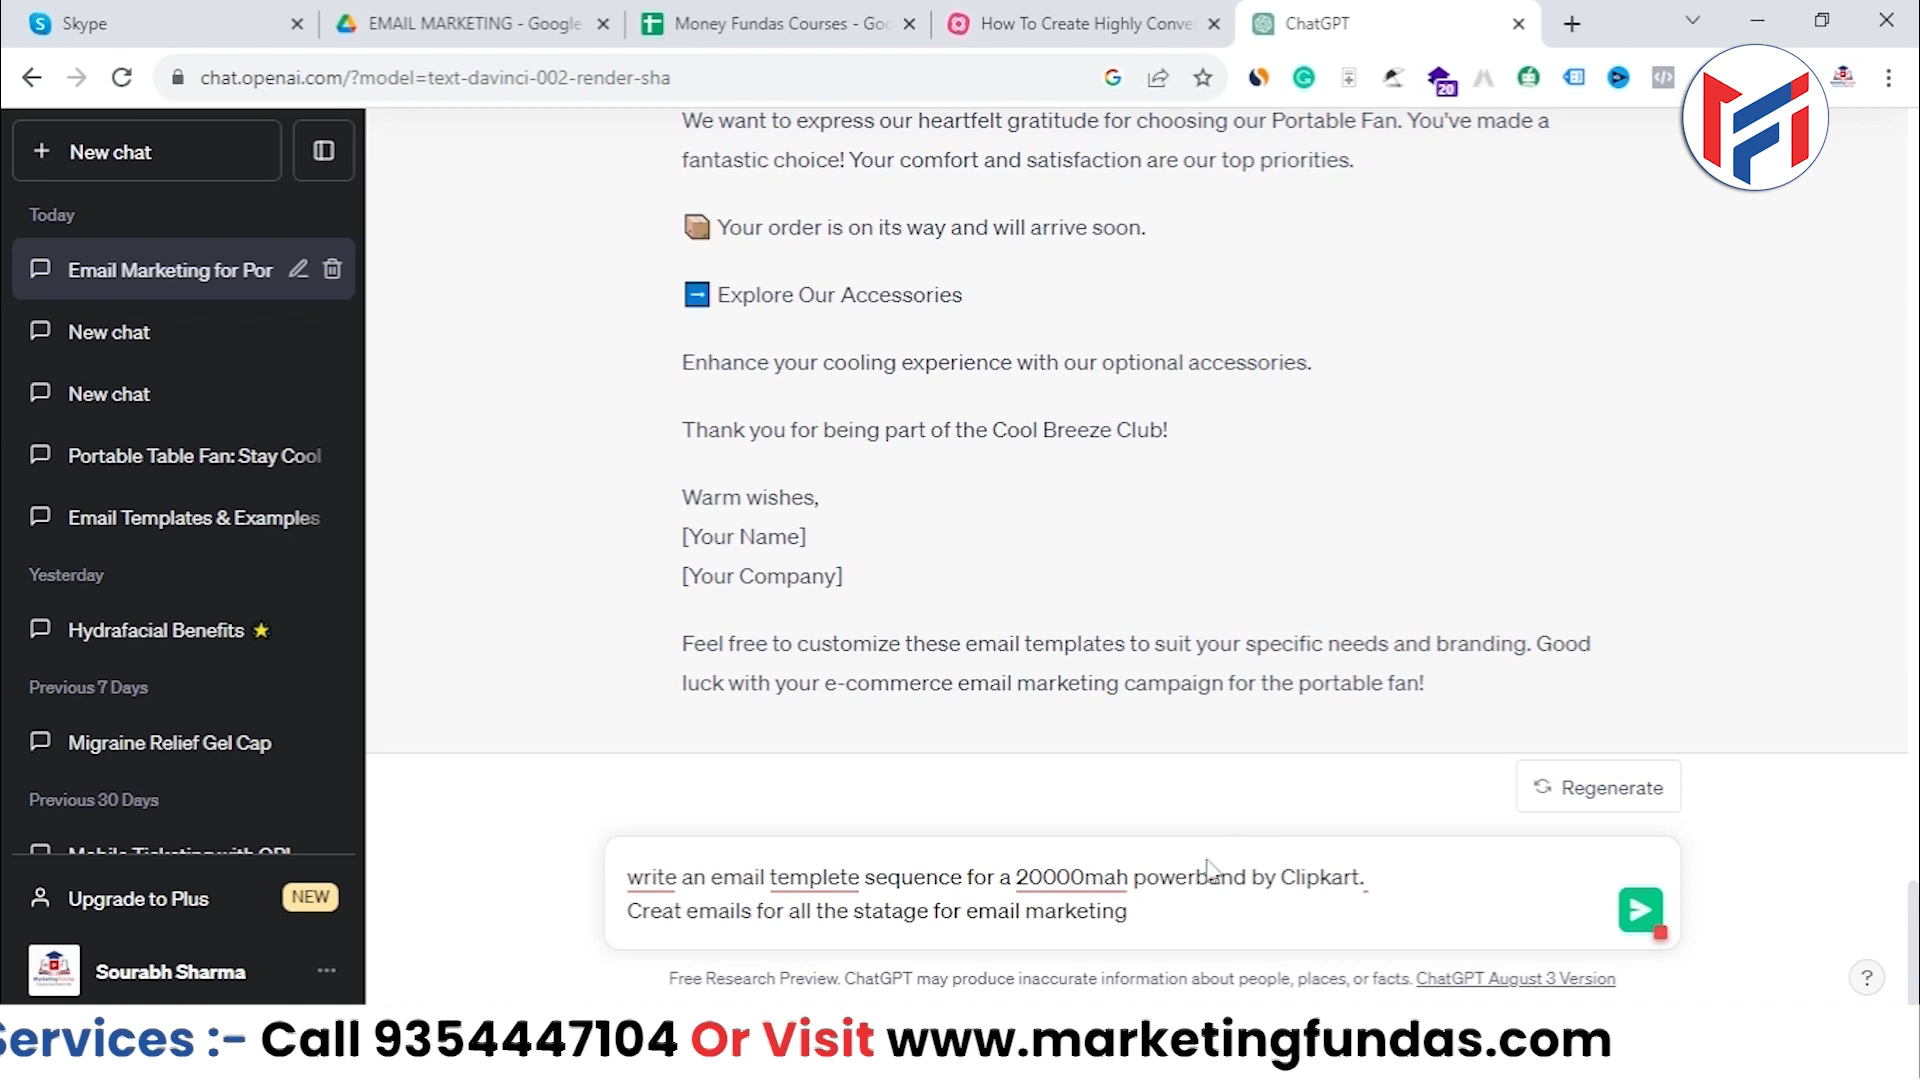 Skype
EMAIL MARKETING - Google
Money Fundas Courses - Goo
How To Create Highly Conve
ChatGPT
chat.openai.com/?model=text-davinci-002-render-sha
20
New chat
Today
Email Marketing for Por
New chat
New chat
Portable Table Fan: Stay Cool
Email Templates & Examples
Yesterday
Hydrafacial Benefits
Previous 7 Days
Migraine Relief Gel Cap
Previous 30 Days
Upgrade to Plus
NEW
Sourabh Sharma
We want to express our heartfelt gratitude for choosing our Portable Fan. You've made a
fantastic choice! Your comfort and satisfaction are our top priorities.
Your order is on its way and will arrive soon.
Explore Our Accessories
Enhance your cooling experience with our optional accessories.
Thank you for being part of the Cool Breeze Club!
Warm wishes,
[Your Name]
[Your Company]
Feel free to customize these email templates to suit your specific needs and branding. Good
luck with your e-commerce email marketing campaign for the portable fan!
Regenerate
write an email templete sequence for a 20000mah powerband by Clipkart.
Creat emails for all the statage for email marketing
Free Research Preview. ChatGPT may produce inaccurate information about people, places, or facts. ChatGPT August 3 Version
?
Services :- Call 9354447104 Or Visit www.marketingfundas.com